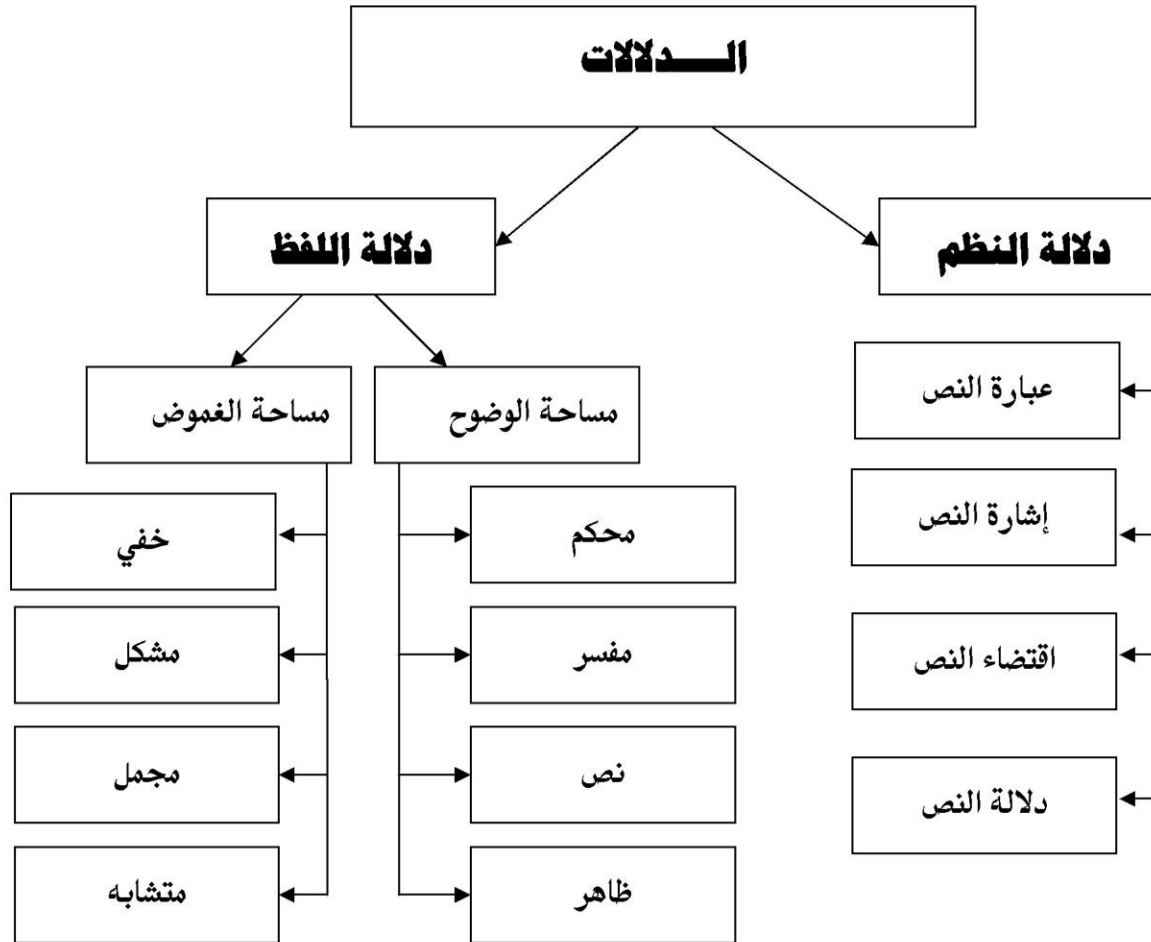 الـــدلالات
دلالة النظم
دلالة اللفظ
عبارة النص
إشارة النص
اقتضاء النص
دلالة النص
مساحة الوضوح
مساحة الغموض
محكم
مفسر
نص
ظاهر
خفي
مشكل
مجمل
متشابه